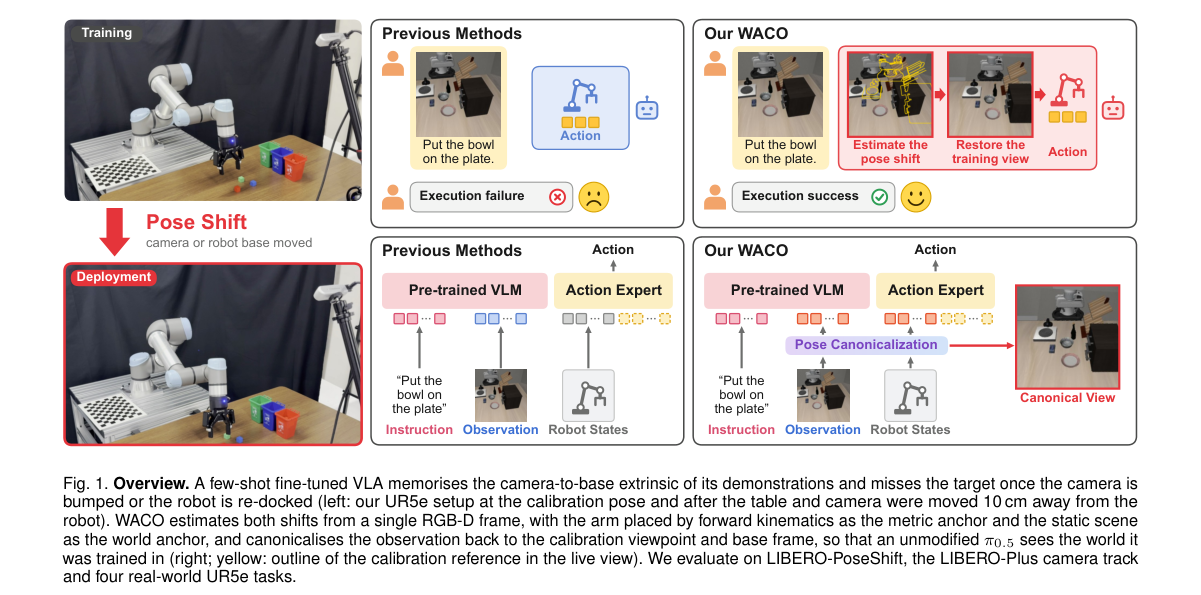 Training
Pose Shift
camera or robot base moved
Deployment
Previous Methods
Put the bowl
on the plate.
Action
Execution failure
Our WACO
Put the bowl
on the plate.
Estimate the
pose shift
Restore the
training view
Action
Execution success
Previous Methods
Action
Pre-trained VLM
Action Expert
“Put the
bowl on
the plate”
Instruction
Observation
Robot States
Our WACO
Action
Pre-trained VLM
Action Expert
Pose Canonicalization
“Put the
bowl on
the plate”
Instruction
Observation
Robot States
Canonical View
Fig. 1. Overview. A few-shot fine-tuned VLA memorises the camera-to-base extrinsic of its demonstrations and misses the target once the camera is
bumped or the robot is re-docked (left: our UR5e setup at the calibration pose and after the table and camera were moved 10 cm away from the
robot). WACO estimates both shifts from a single RGB-D frame, with the arm placed by forward kinematics as the metric anchor and the static scene
as the world anchor, and canonicalises the observation back to the calibration viewpoint and base frame, so that an unmodified π0.5 sees the world it
was trained in (right; yellow: outline of the calibration reference in the live view). We evaluate on LIBERO-PoseShift, the LIBERO-Plus camera track
and four real-world UR5e tasks.